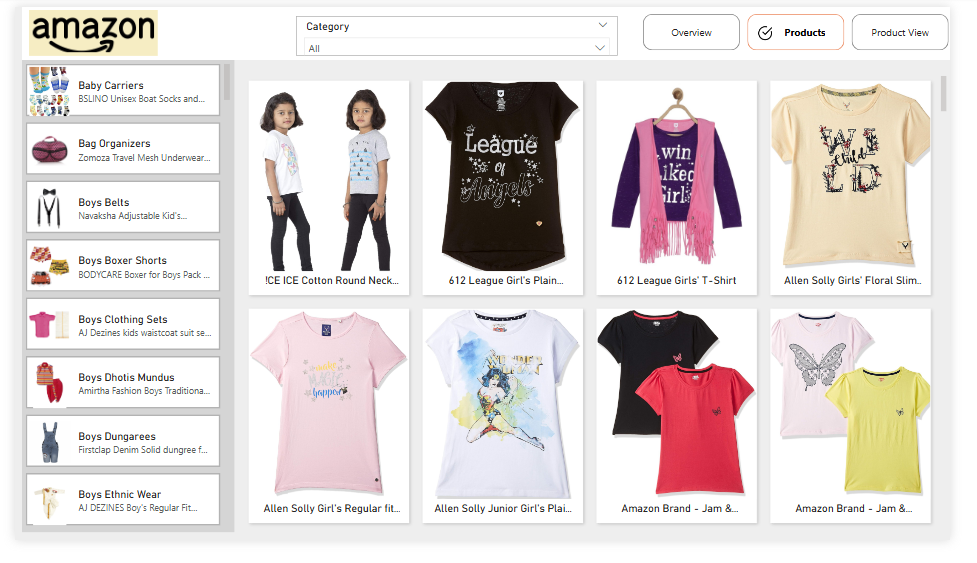 amazon
Category
All
Overview
Products
Product View
Baby Carriers
BSLINO Unisex Boat Socks and...
Bag Organizers
Zomoza Travel Mesh Underwear...
Boys Belts
Navaksha Adjustable Kid's...
Boys Boxer Shorts
BODYCARE Boxer for Boys Pack ...
Boys Clothing Sets
AJ Dezines kids waistcoat suit se...
Boys Dhotis Mundus
Amirtha Fashion Boys Traditiona...
Boys Dungarees
Firstclap Denim Solid dungree f...
Boys Ethnic Wear
AJ DEZINES Boy's Regular Fit...
League
OF
Angels
I win
Liked
Girl
WI
Child
LD
!CE ICE Cotton Round Neck...
612 League Girl's Plain...
612 League Girls' T-Shirt
Allen Solly Girls' Floral Slim..
MAGIC
happen
WONDER
Allen Solly Girl's Regular fit...
Allen Solly Junior Girl's Plai...
Amazon Brand - Jam &...
Amazon Brand - Jam &...